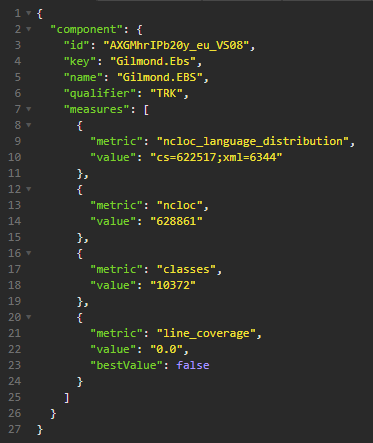 1 {
2 "component": {
3 "id": "AXGMhrIPb20y_eu_VS08",
4 "key": "Gilmond.Ebs",
5 "name": "Gilmond.EBS",
6 "qualifier": "TRK",
7 "measures": [
8 {
9 "metric": "ncloc_language_distribution",
10 "value": "cs=622517;xml=6344"
11 },
12 {
13 "metric": "ncloc",
14 "value": "628861"
15 },
16 {
17 "metric": "classes",
18 "value": "10372"
19 },
20 {
21 "metric": "line_coverage",
22 "value": "0.0",
23 "bestValue": false
24 }
25 ]
26 }
27 }